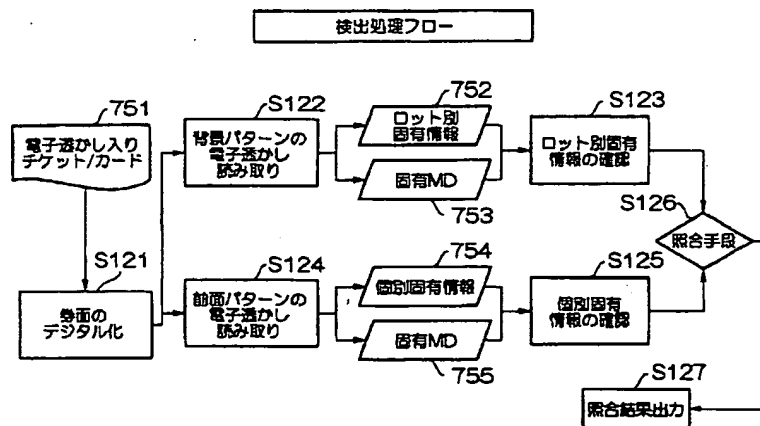 検出処理フロー
751
電子透かし入り
チケット/カード
S121
券面の
デジタル化
S122
背景パターンの
電子透かし
読み取り
752
ロット別
固有情報
固有MD
753
S123
ロット別固有
情報の確認
S124
前面パターンの
電子透かし
読み取り
754
個別固有情報
固有MD
755
S125
個別固有
情報の確認
S126
照合手段
S127
照合結果出力